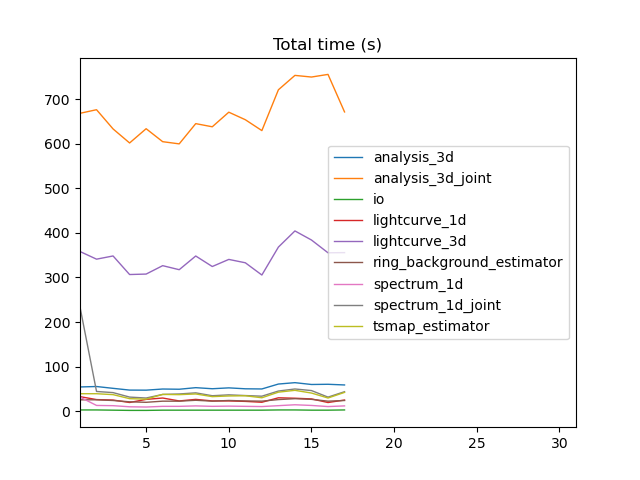 Total time (s)
700
600
500
400
300
200
100
0
analysis_3d
analysis_3d_joint
io
lightcurve_1d
lightcurve_3d
ring_background_estimator
spectrum_1d
spectrum_1d_joint
tsmap_estimator
5 10 15 20 25 30